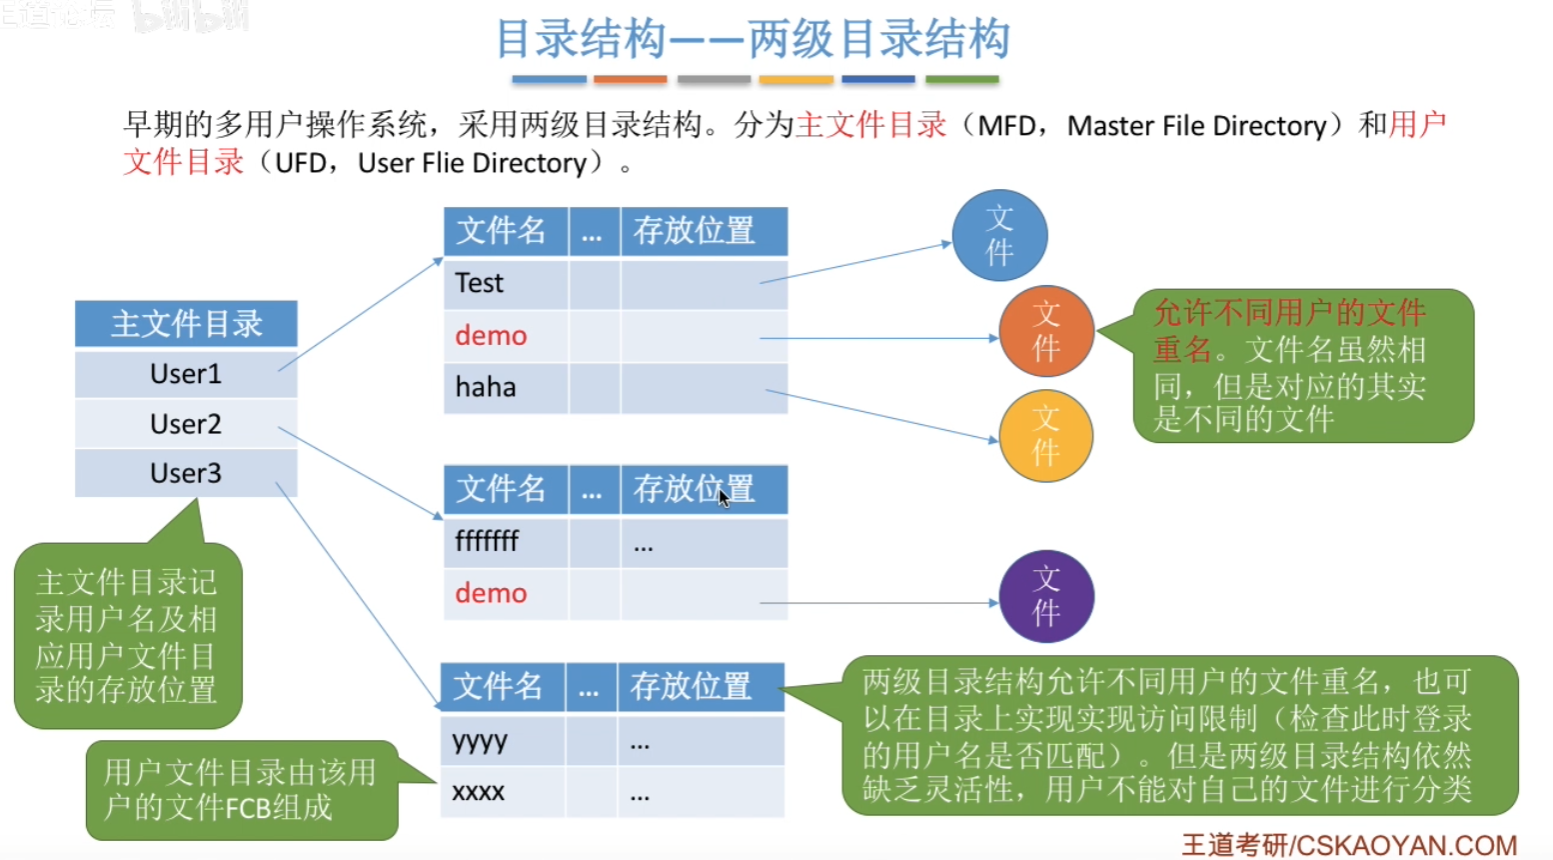 王道论坛 bilibili
目录结构——两级目录结构
早期的多用户操作系统，采用两级目录结构。分为主文件目录（MFD，Master File Directory）和用户
文件目录（UFD，User Flie Directory）。
主文件目录
User1
User2
User3
文件名 ... 存放位置
Test
demo
haha
文
件
文
件
文
件
允许不同用户的文件
重名。文件名虽然相
同，但是对应的其实
是不同的文件
文件名 ... 存放位置
fffffff ...
demo
文
件
主文件目录记
录用户名及相
应用户文件目
录的存放位置
文件名 ... 存放位置
yyyy ...
xxxx ...
用户文件目录由该用
户的文件FCB组成
两级目录结构允许不同用户的文件重名，也可
以在目录上实现实现访问限制（检查此时登录
的用户名是否匹配）。但是两级目录结构依然
缺乏灵活性，用户不能对自己的文件进行分类
王道考研/CSKAOYAN.COM